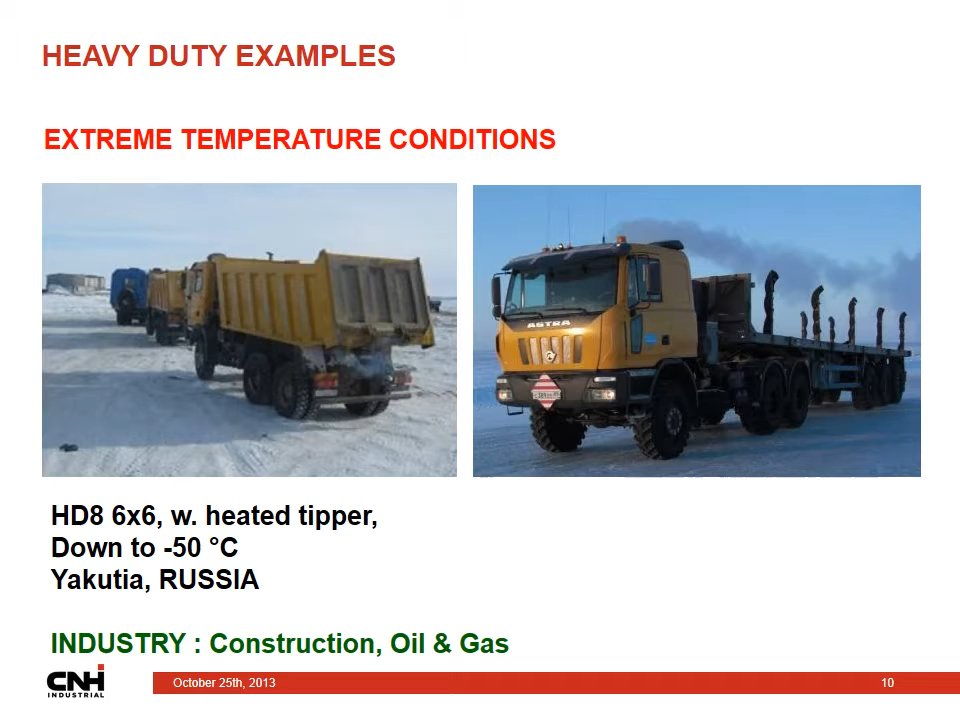 HEAVY DUTY EXAMPLES
EXTREME TEMPERATURE CONDITIONS
ASTRA
HD8 6x6, w. heated tipper,
Down to -50 °C
Yakutia, RUSSIA
INDUSTRY : Construction, Oil & Gas
CNH
INDUSTRIAL
October 25th, 2013
10